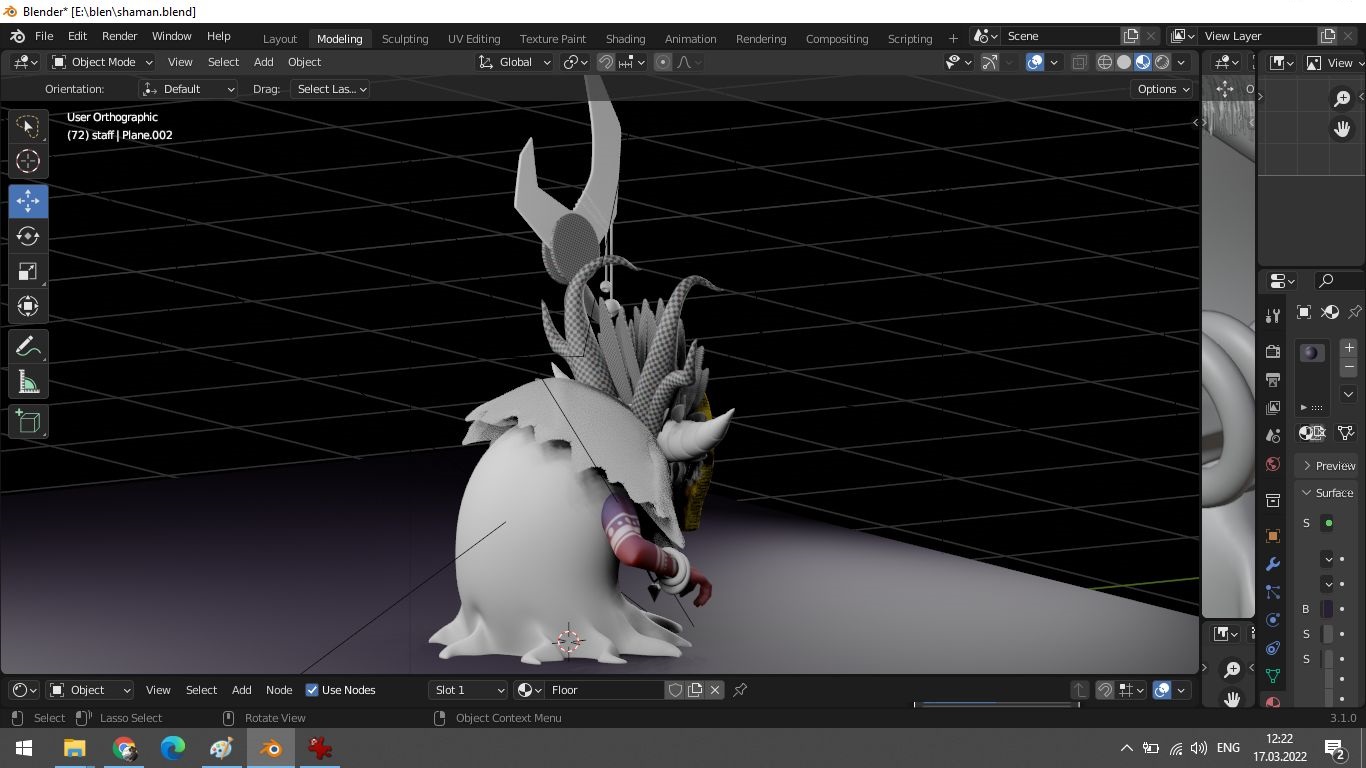 Blender* [E:\blen\shaman.blend]
File Edit Render Window Help Layout Modeling Sculpting UV Editing Texture Paint Shading Animation Rendering Compositing Scripting + Scene View Layer
Object Mode View Select Add Object Global View
Orientation: Default Drag: Select Las... Options O
User Orthographic
(72) staff | Plane.002
Preview
Surface
S
B
S
S
Object View Select Add Node Use Nodes Slot 1 Floor
Select Lasso Select Rotate View Object Context Menu 3.1.0
ENG 12:22
17.03.2022 2